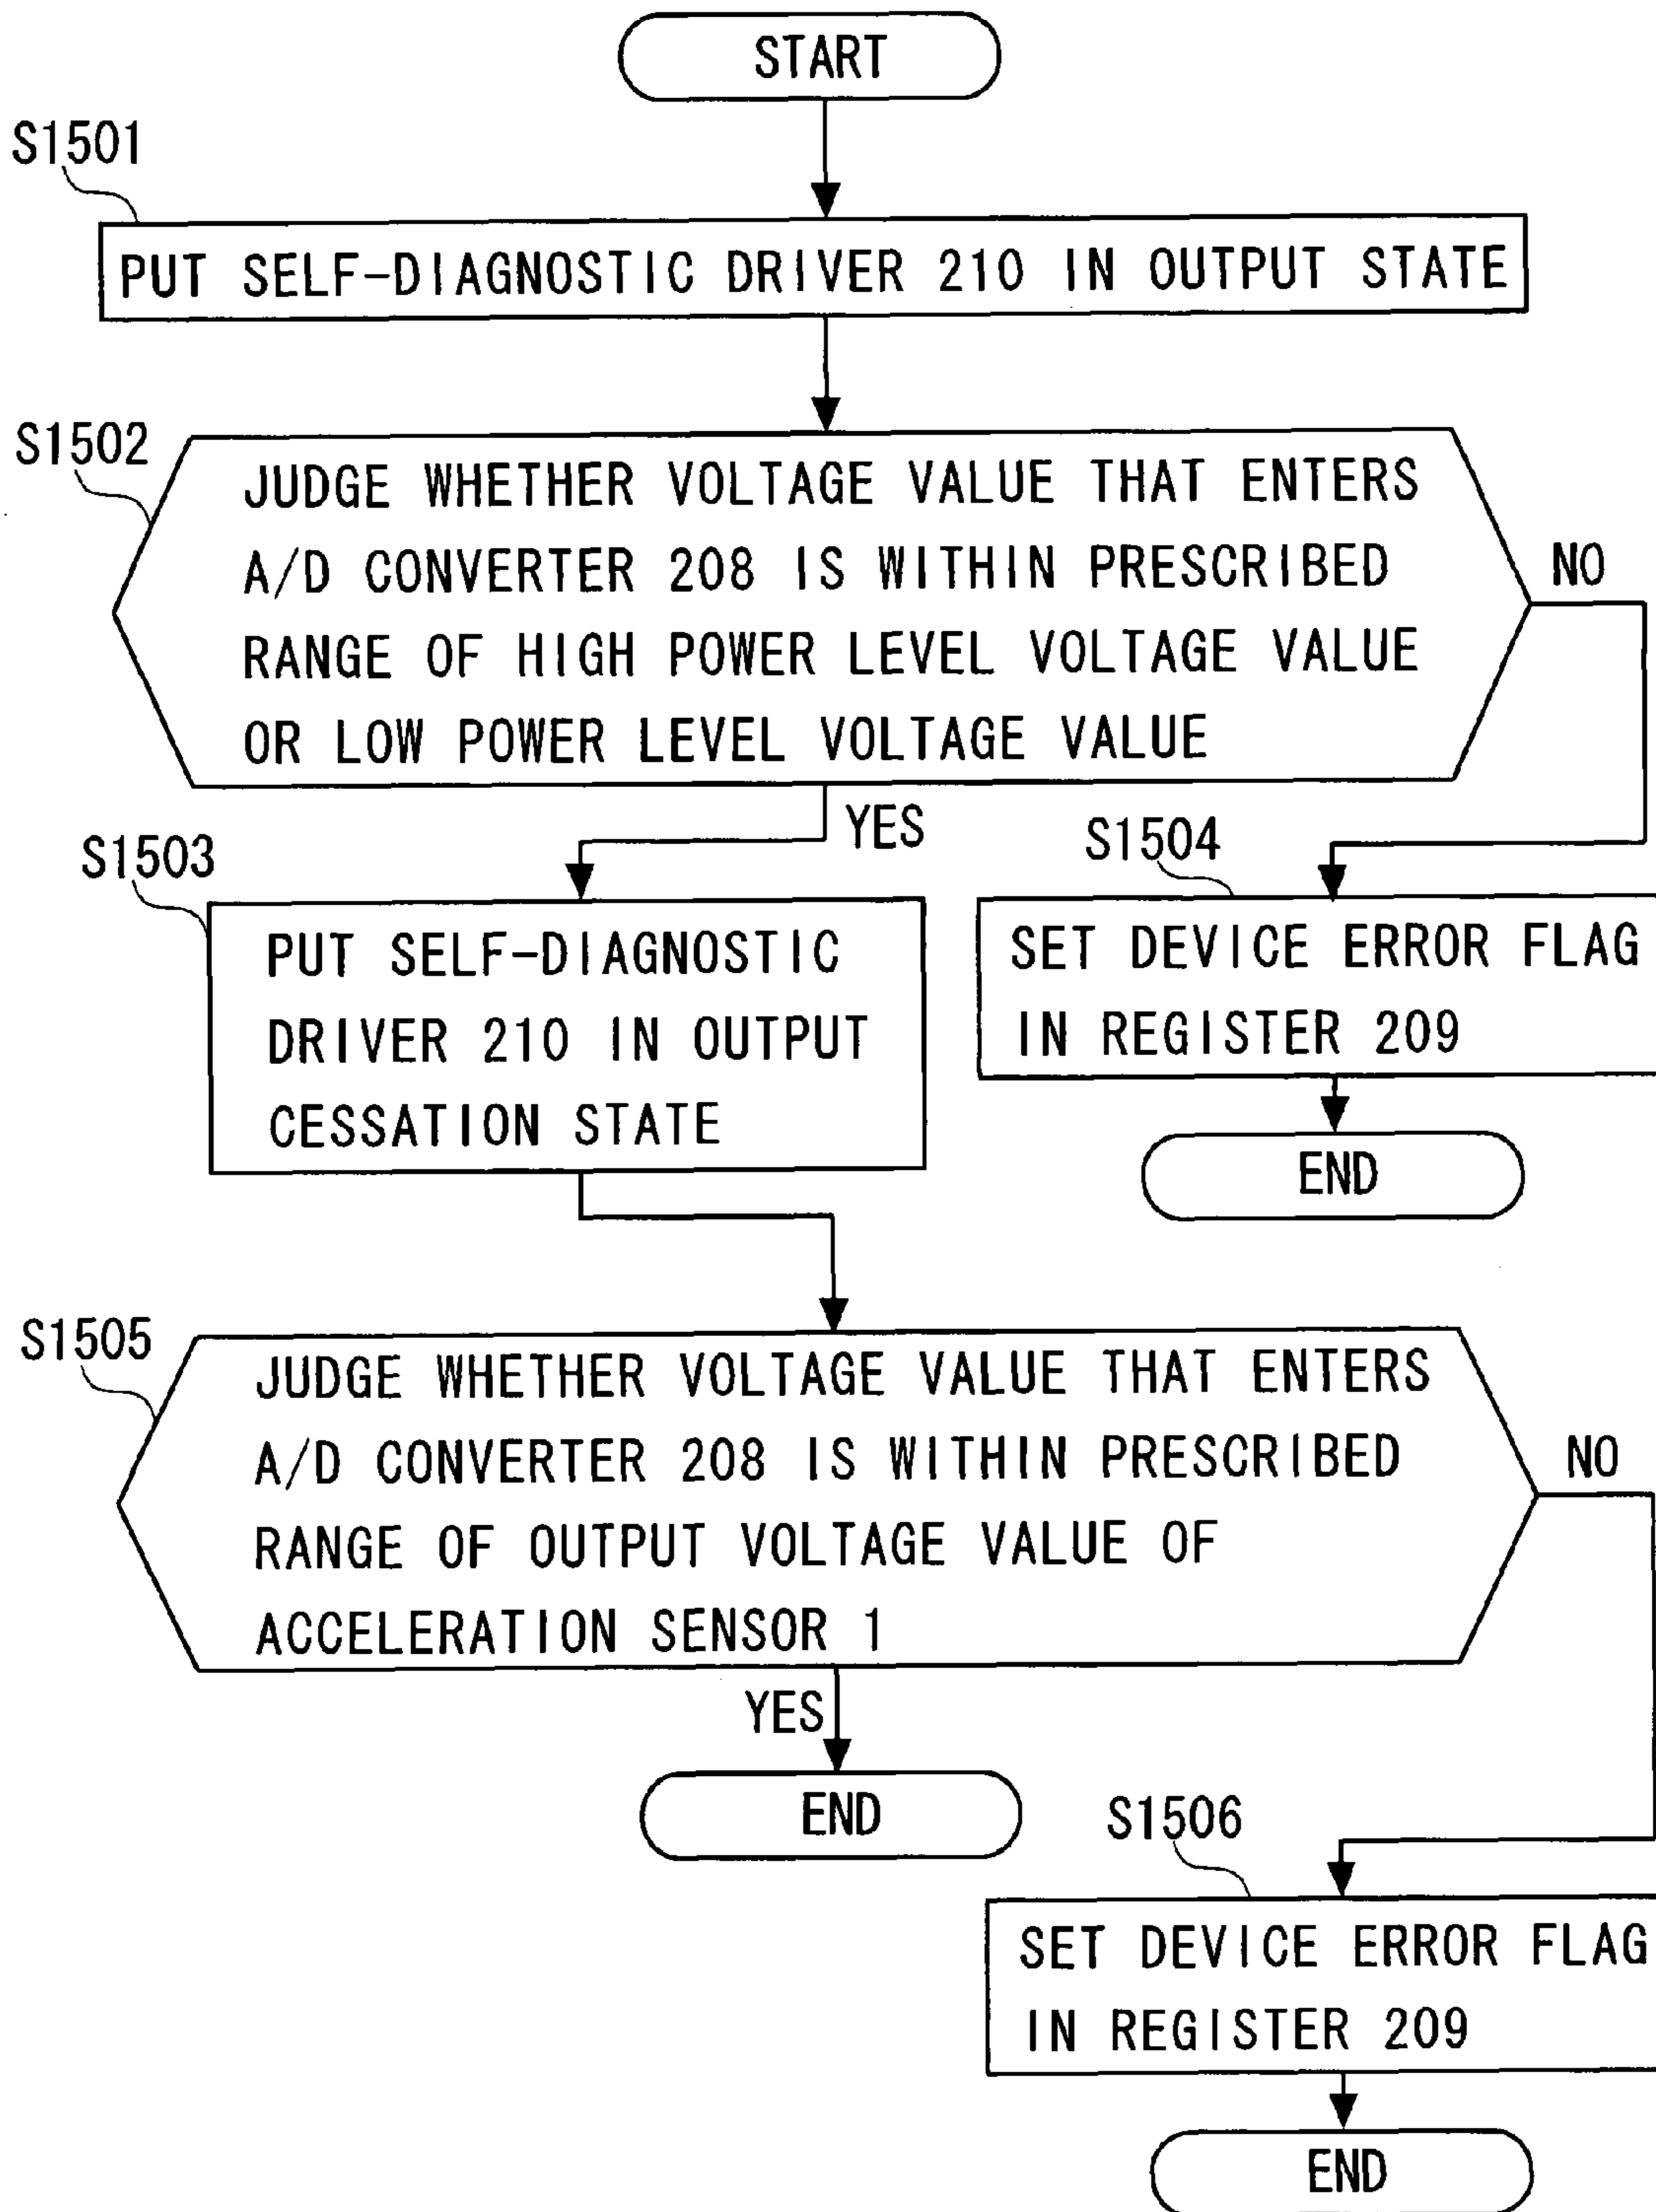 START
S1501
PUT SELF-DIAGNOSTIC DRIVER 210 IN OUTPUT STATE
S1502
JUDGE WHETHER VOLTAGE VALUE THAT ENTERS
A/D CONVERTER 208 IS WITHIN PRESCRIBED
RANGE OF HIGH POWER LEVEL VOLTAGE VALUE
OR LOW POWER LEVEL VOLTAGE VALUE
NO
YES
S1503
PUT SELF-DIAGNOSTIC
DRIVER 210 IN OUTPUT
CESSATION STATE
S1504
SET DEVICE ERROR FLAG
IN REGISTER 209
END
S1505
JUDGE WHETHER VOLTAGE VALUE THAT ENTERS
A/D CONVERTER 208 IS WITHIN PRESCRIBED
RANGE OF OUTPUT VOLTAGE VALUE OF
ACCELERATION SENSOR 1
NO
YES
END
S1506
SET DEVICE ERROR FLAG
IN REGISTER 209
END